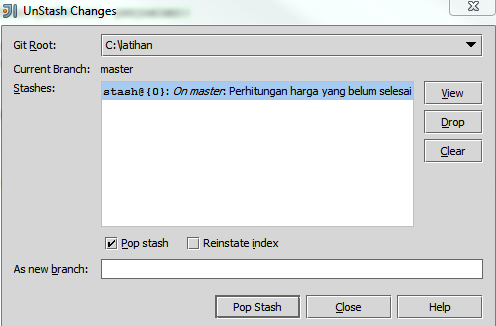 UnStash Changes
Git Root: C:\latihan
Current Branch: master
Stashes: stash@{0}: On master: Perhitungan harga yang belum selesai
View
Drop
Clear
Pop stash Reinstate index
As new branch:
Pop Stash Close Help